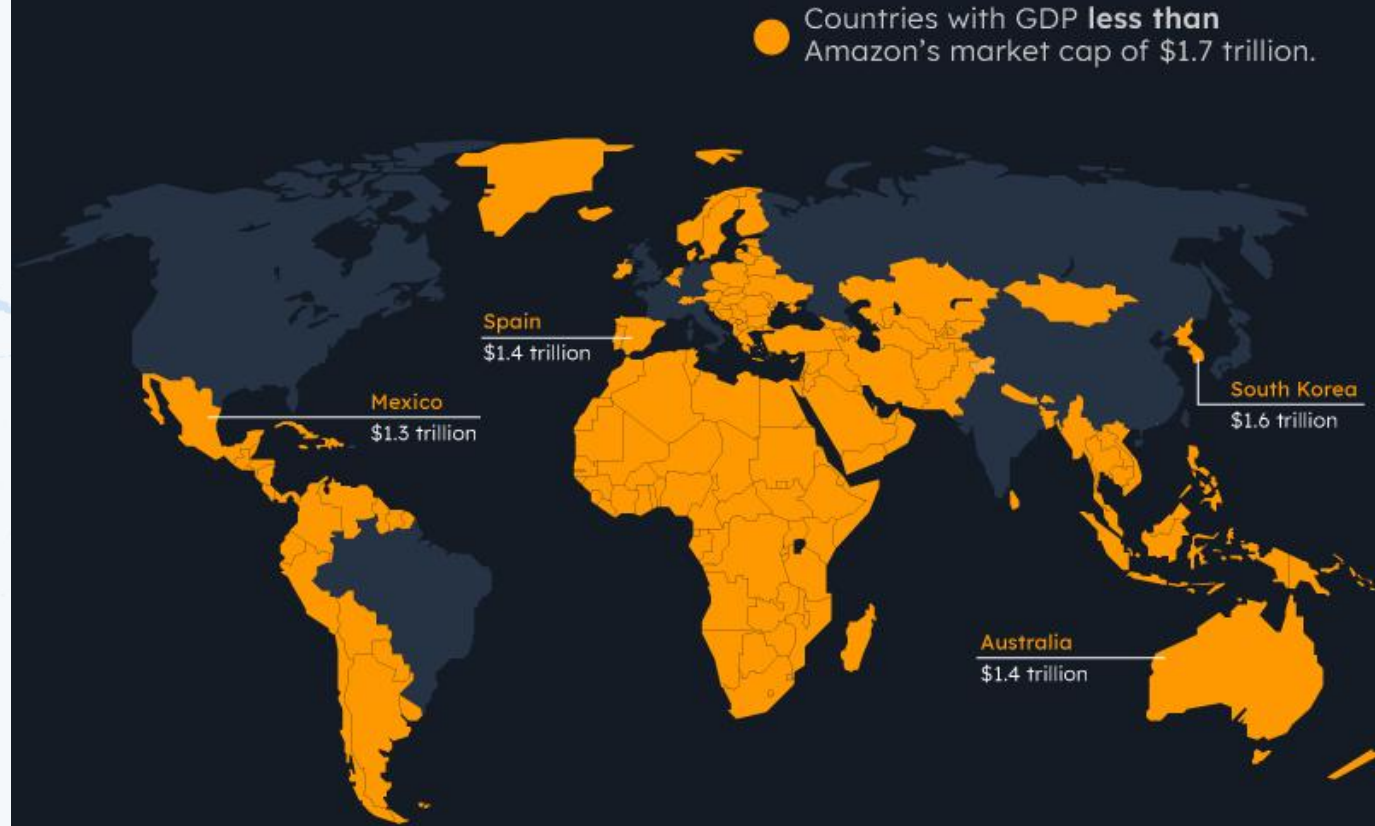 Countries with GDP less than
Amazon's market cap of $1.7 trillion.
Spain
$1.4 trillion
Mexico
$1.3 trillion
South Korea
$1.6 trillion
Australia
$1.4 trillion